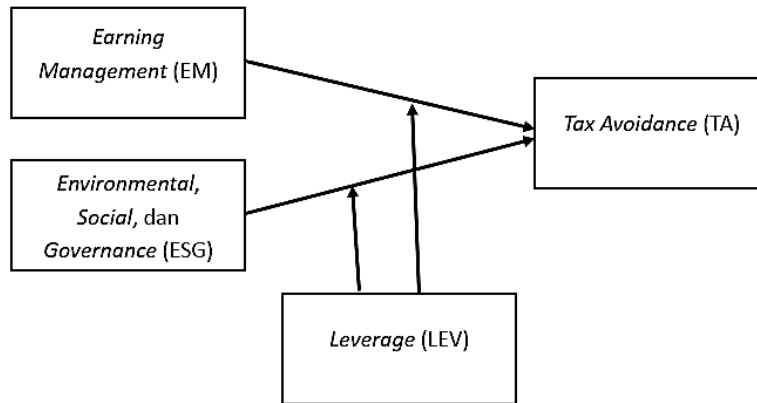 Earning
Management (EM)
Tax Avoidance (TA)
Environmental,
Social, dan
Governance (ESG)
Leverage (LEV)